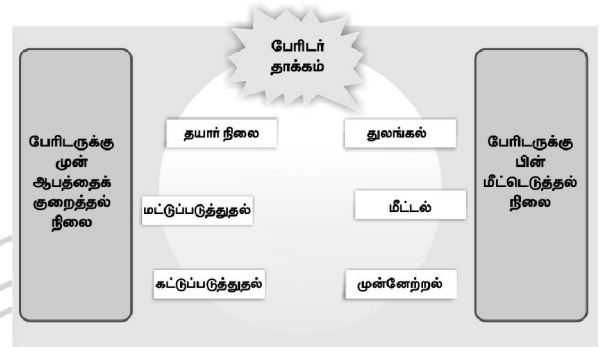 பேரிடர்
தாக்கம்
பேரிடருக்கு
முன்
ஆபத்தைக்
குறைத்தல்
நிலை
தயார் நிலை
மட்டுப்படுத்துதல்
கட்டுப்படுத்துதல்
துலங்கல்
மீட்டல்
முன்னேற்றல்
பேரிடருக்கு
பின்
மீட்டெடுத்தல்
நிலை